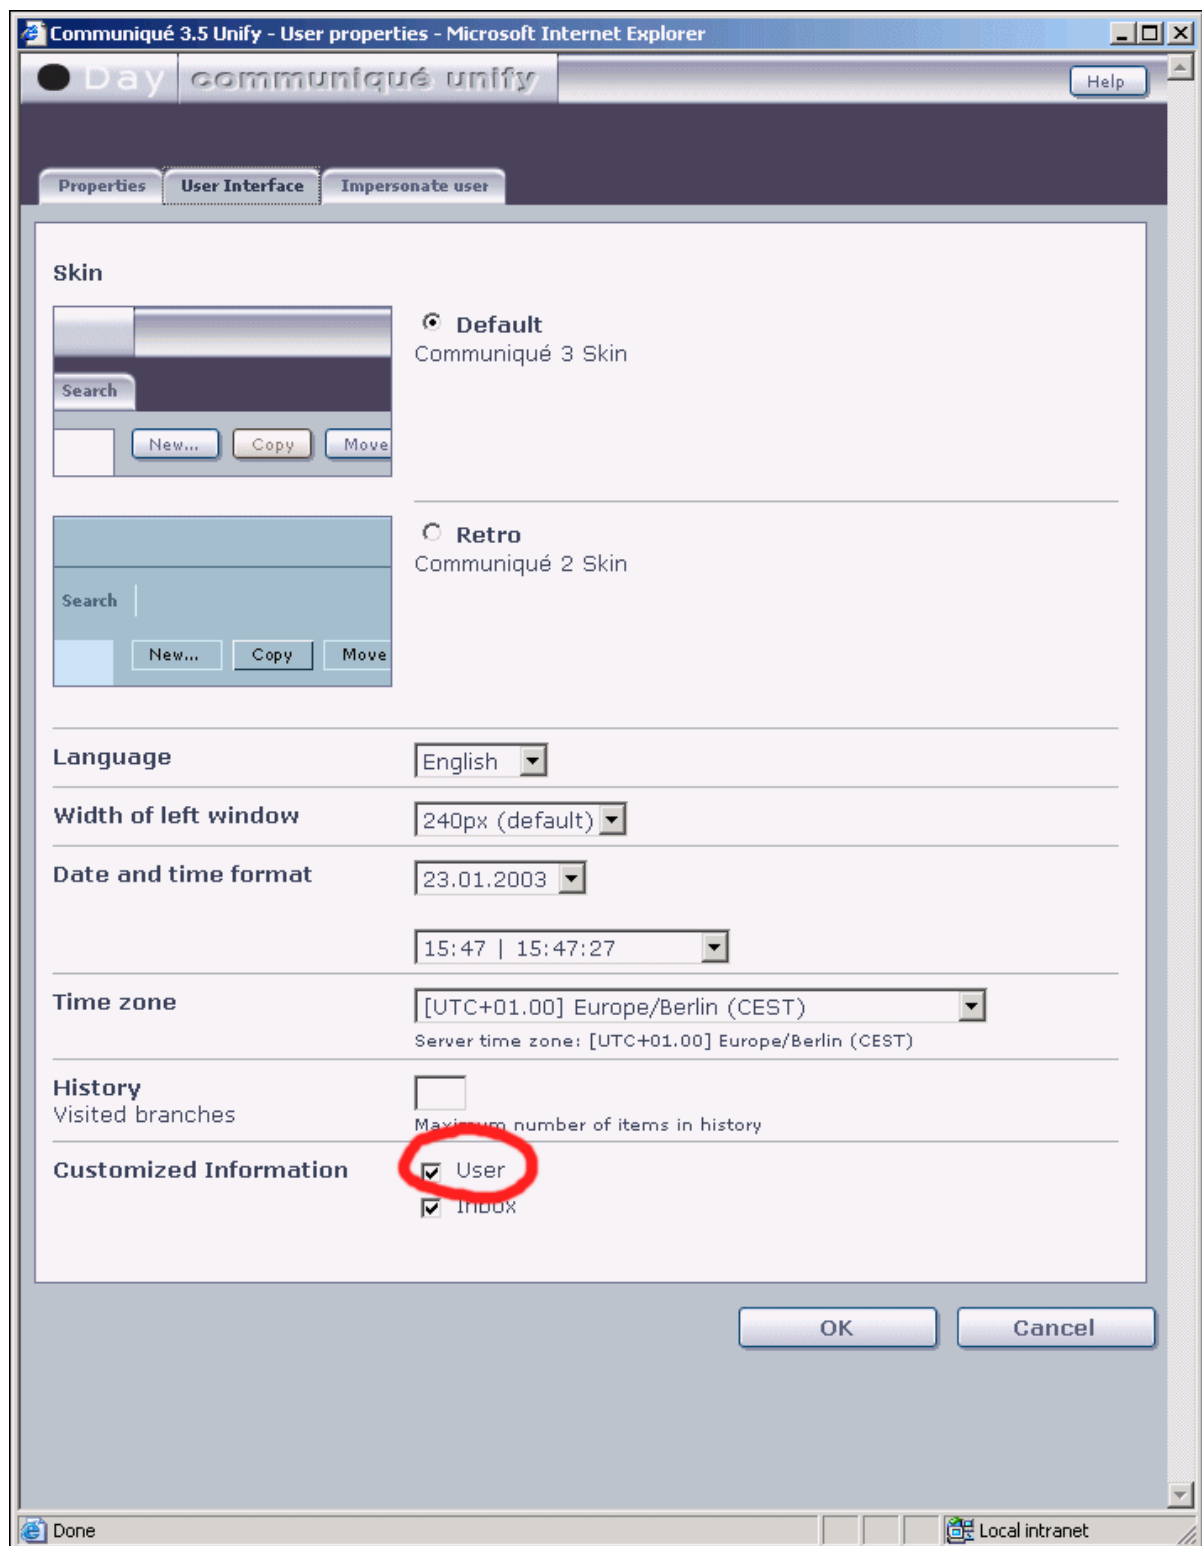 Communiqué 3.5 Unify - User properties - Microsoft Internet Explorer
Day communiqué unify Help
Properties User Interface Impersonate user
Skin
Default
Communiqué 3 Skin
Search
New... Copy Move
Retro
Communiqué 2 Skin
Search
New... Copy Move
Language English
Width of left window 240px (default)
Date and time format 23.01.2003
15:47 | 15:47:27
Time zone [UTC+01.00] Europe/Berlin (CEST)
Server time zone: [UTC+01.00] Europe/Berlin (CEST)
History
Visited branches
Maximum number of items in history
Customized Information User
Inbox
OK Cancel
Done Local intranet